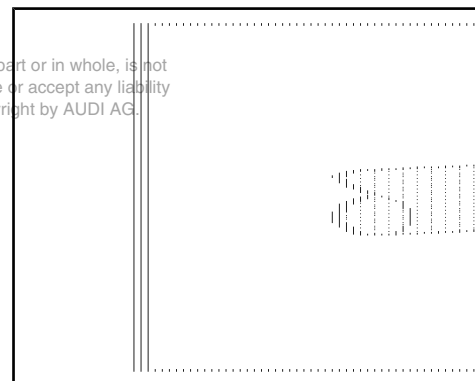 part or in whole, is not
or accept any liability
right by AUDI AG.